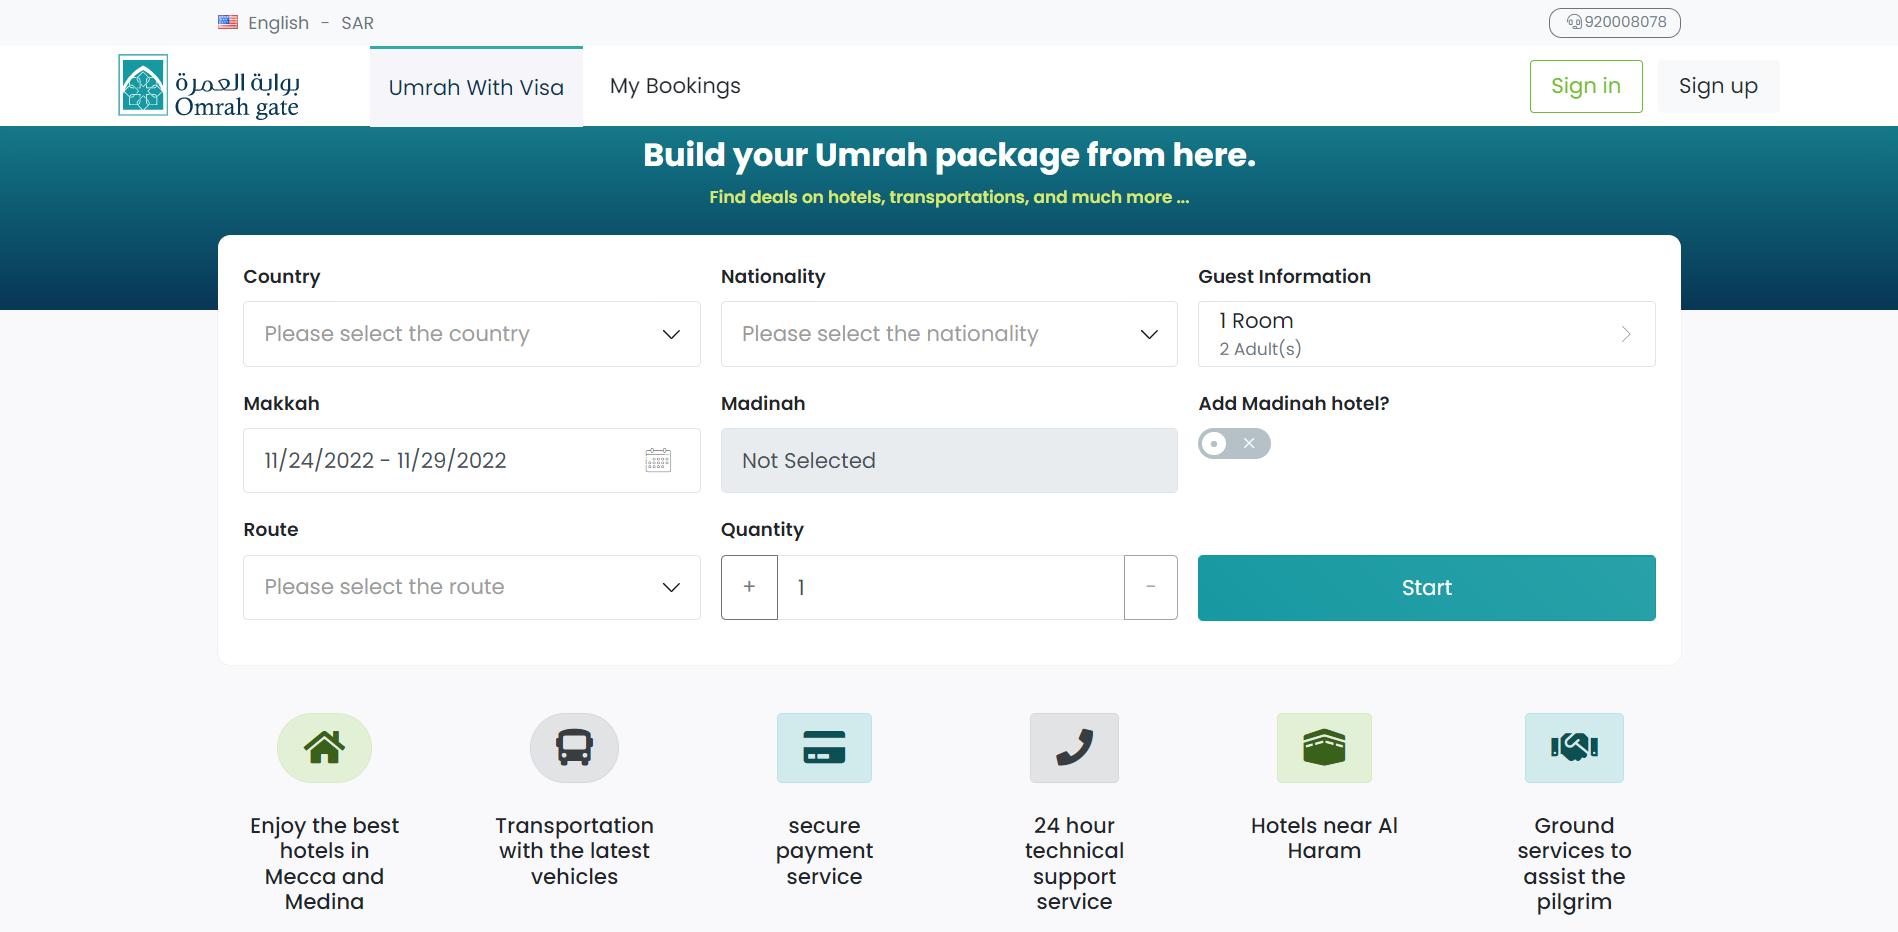 English - SAR
920008078
بوابة العمرة
Omrah gate
Umrah With Visa
My Bookings
Sign in
Sign up
Build your Umrah package from here.
Find deals on hotels, transportations, and much more ...
Country
Nationality
Guest Information
Please select the country
Please select the nationality
1 Room
2 Adult(s)
Makkah
Madinah
Add Madinah hotel?
11/24/2022 - 11/29/2022
Not Selected
Route
Quantity
Please select the route
+
1
-
Start
Enjoy the best
hotels in
Mecca and
Medina
Transportation
with the latest
vehicles
secure
payment
service
24 hour
technical
support
service
Hotels near Al
Haram
Ground
services to
assist the
pilgrim